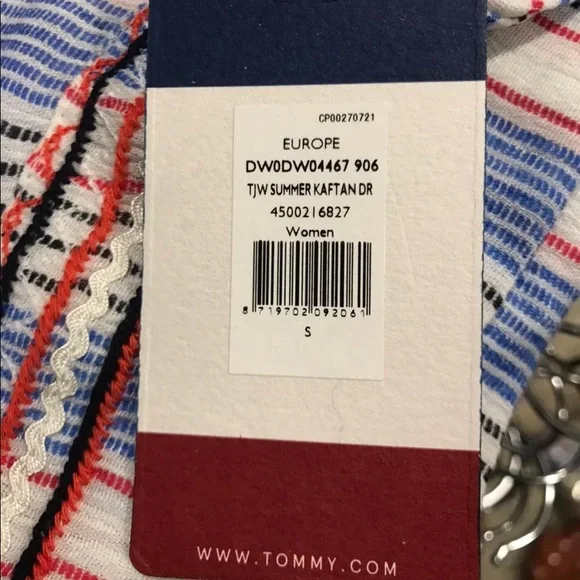 CP00270721
EUROPE
DW0DW04467 906
TJW SUMMER KAFTAN DR
4500216827
Women
8 719702 092061
S
WWW.TOMMY.COM